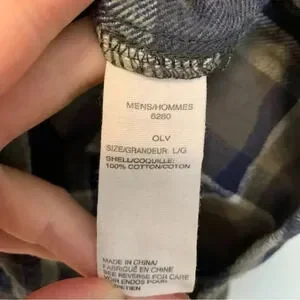 MENS/HOMMES
6280
OLV
SIZE/GRANDEUR: L/G
SHELL/COQUILLE:
100% COTTON/COTON
MADE IN CHINA/
FABRIQUÉ EN CHINE
SEE REVERSE FOR CARE